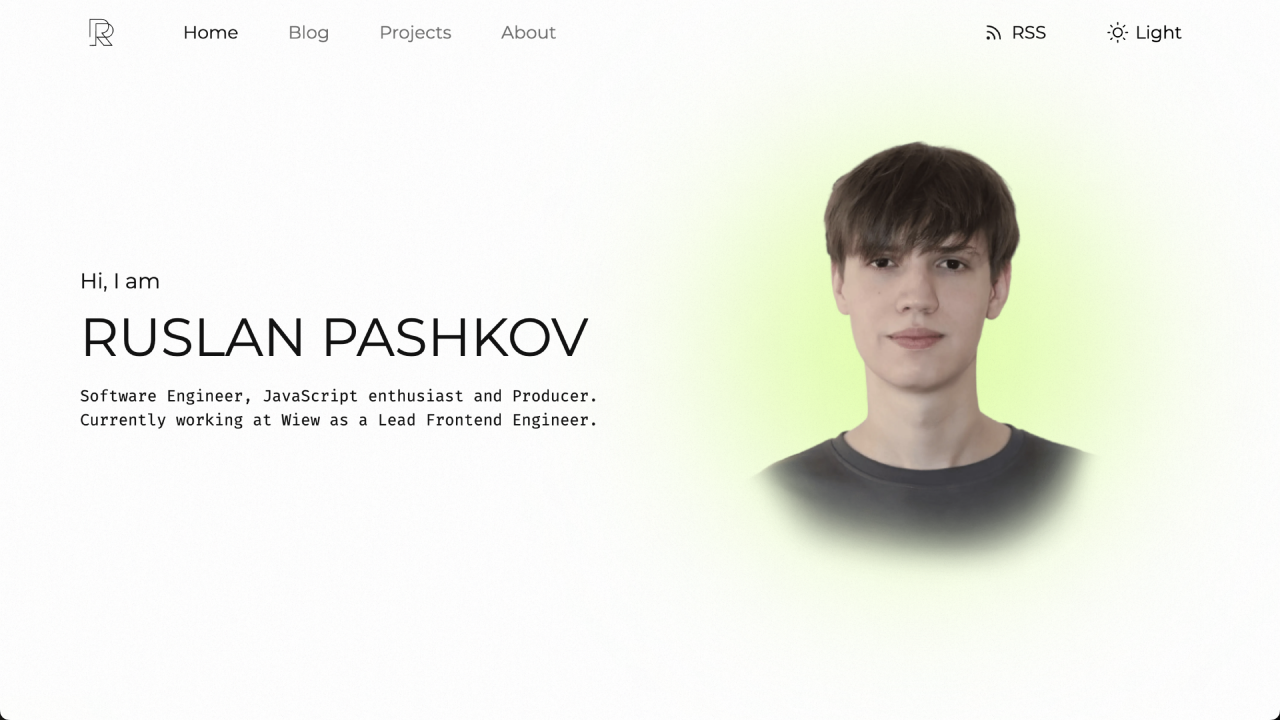 Home Blog Projects About RSS Light
Hi, I am
RUSLAN PASHKOV
Software Engineer, JavaScript enthusiast and Producer.
Currently working at Wiew as a Lead Frontend Engineer.